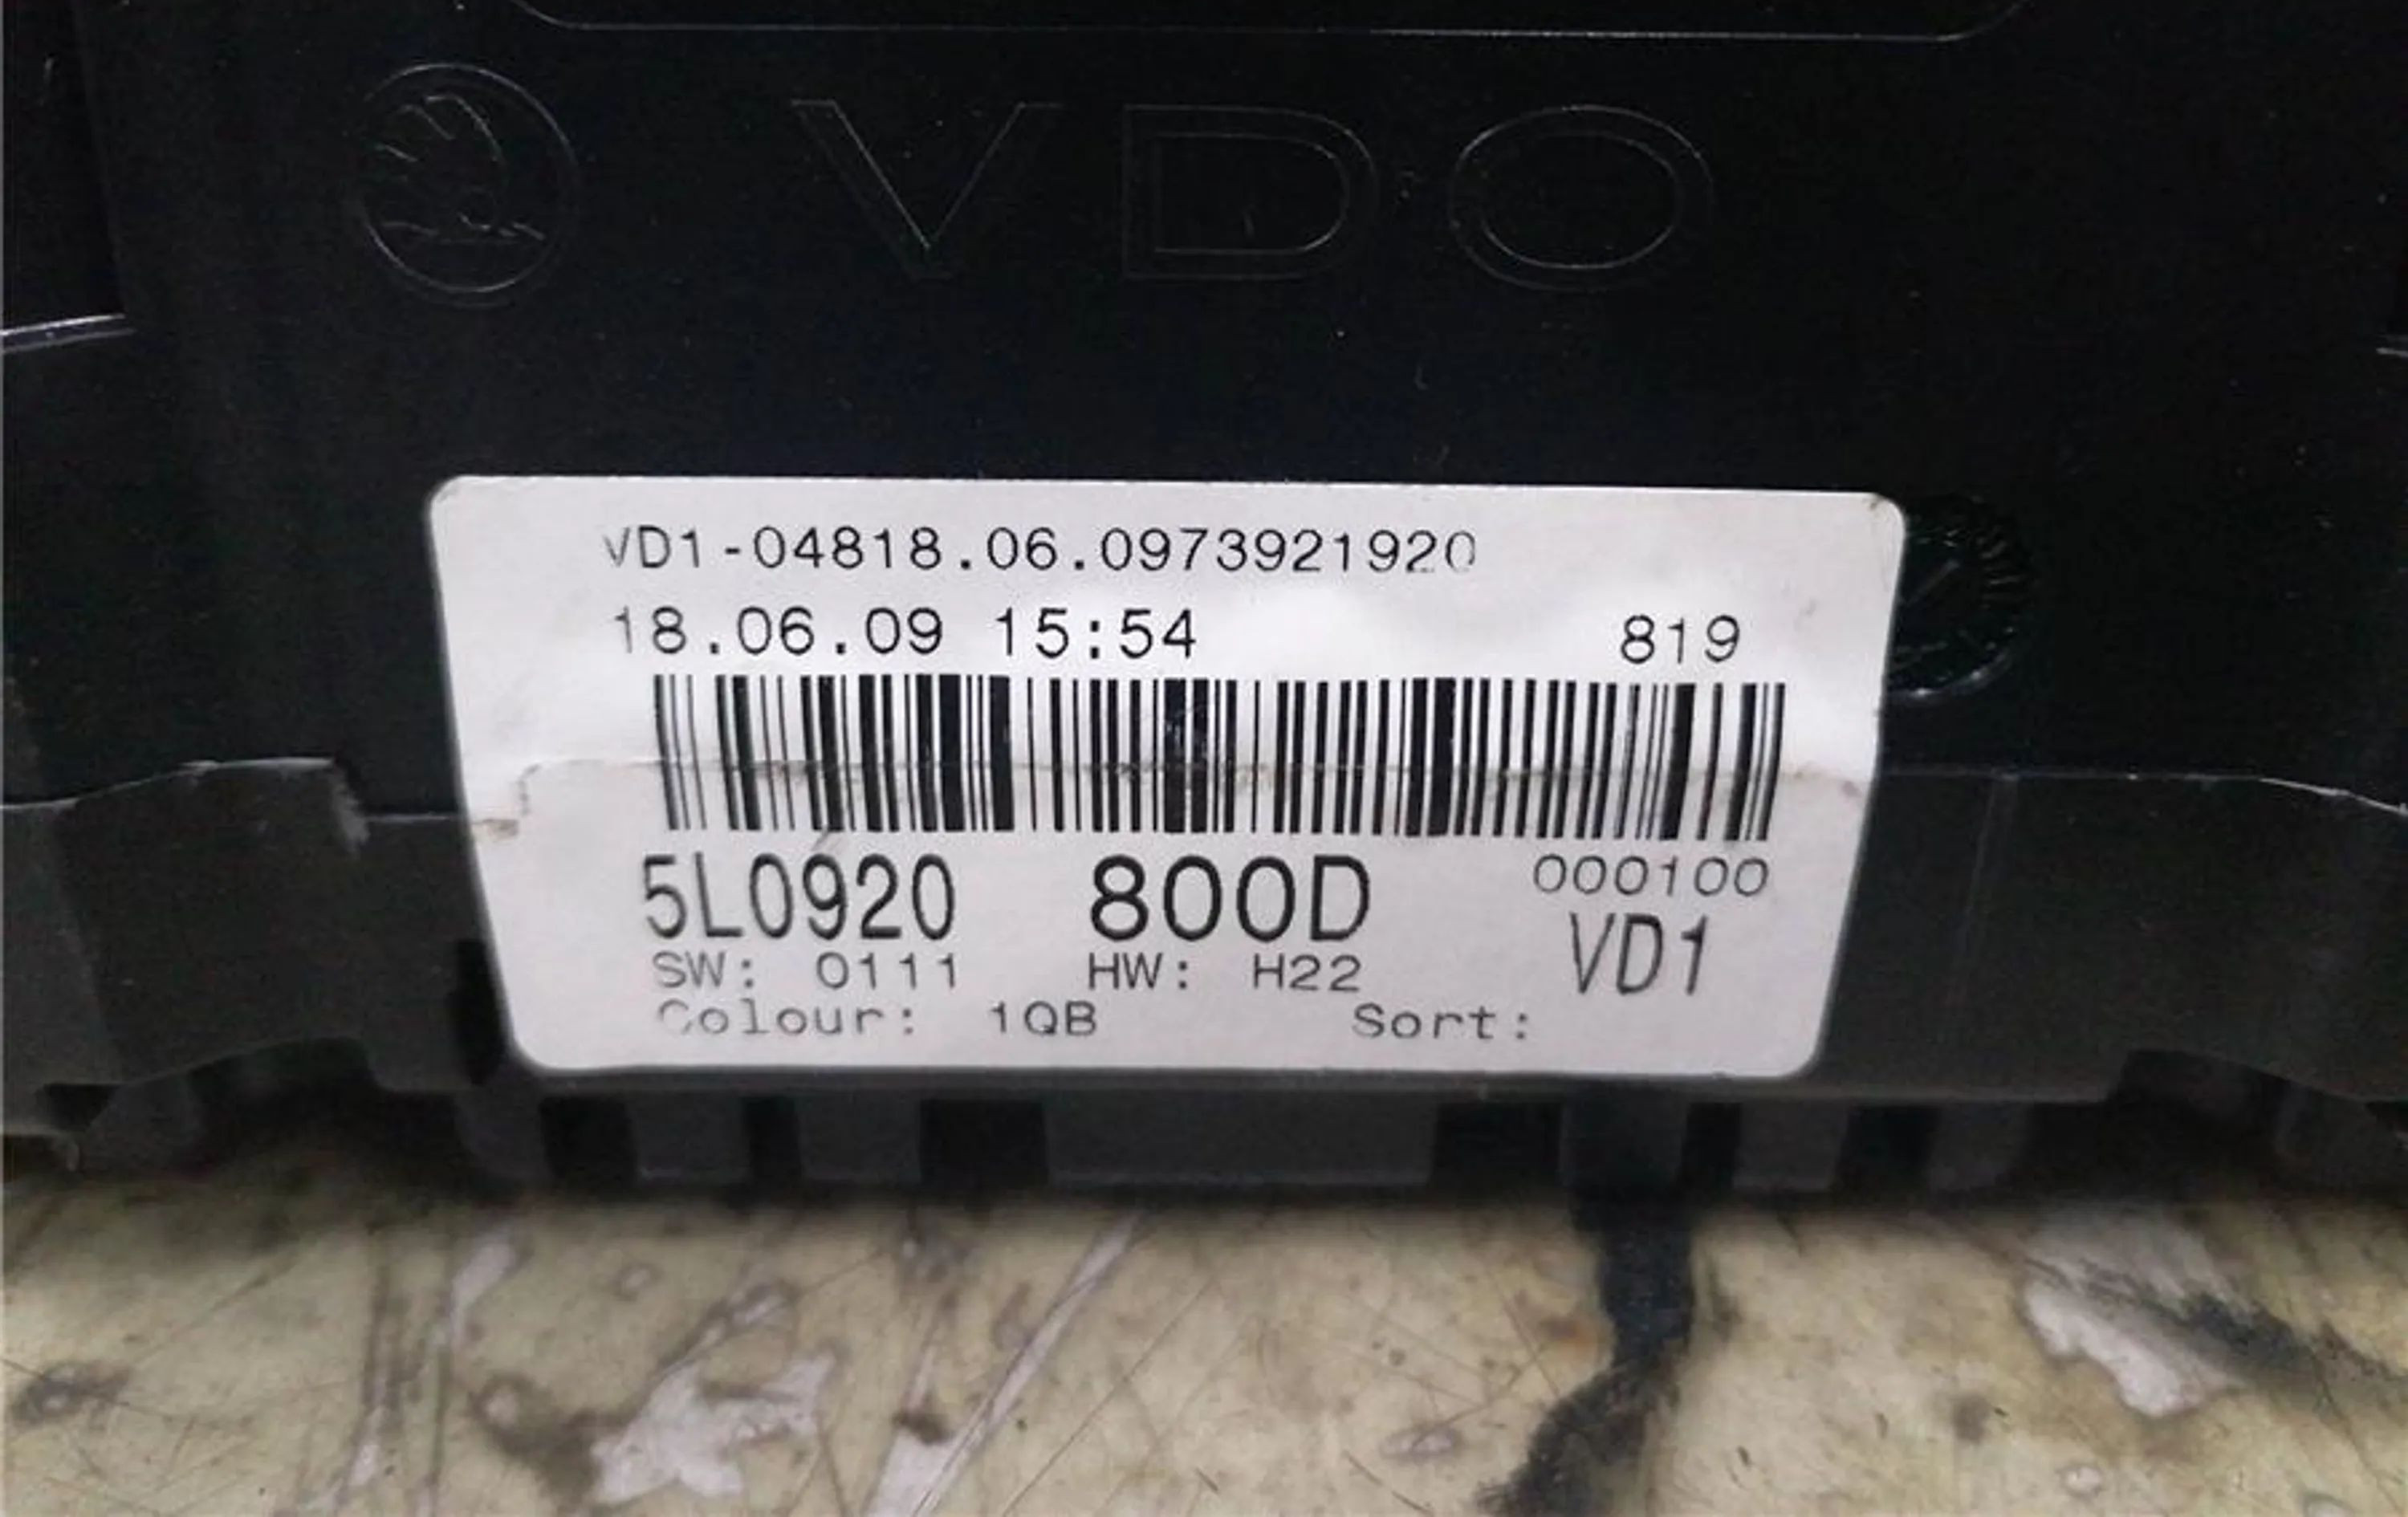 VDO
VD1-04818.06.0973921920
18.06.09 15:54 819
5L0920 800D 000100
VD1
SW: 0111 HW: H22
Colour: 1QB Sort: